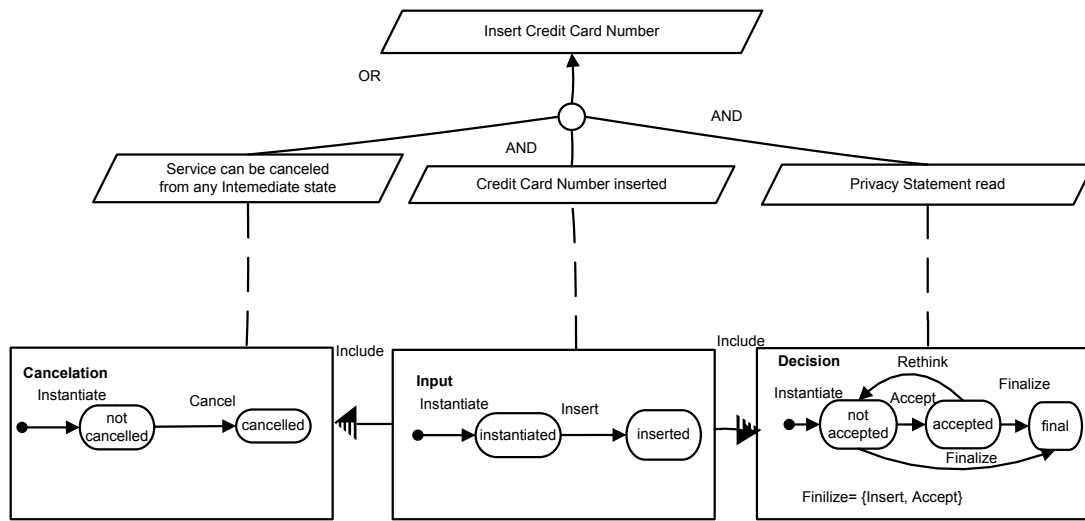 Insert Credit Card Number
OR
AND
AND
Service can be canceled
from any Intemediate state
Credit Card Number inserted
Privacy Statement read
Include
Include
Cancelation
Instantiate
Cancel
not
cancelled
cancelled
Input
Instantiate
Insert
instantiated
inserted
Decision
Rethink
Instantiate
Accept
Finalize
not
accepted
accepted
final
Finalize
Finilize= {Insert, Accept}